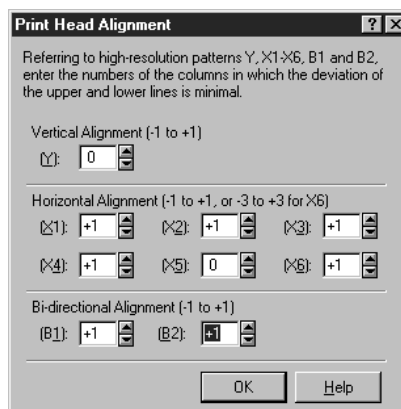 Print Head Alignment
Referring to high-resolution patterns Y, X1-X6, B1 and B2,
enter the numbers of the columns in which the deviation of
the upper and lower lines is minimal.
Vertical Alignment (-1 to +1)
(Y): 0
Horizontal Alignment (-1 to +1, or -3 to +3 for X6)
(X1): +1 (X2): +1 (X3): +1
(X4): +1 (X5): 0 (X6): +1
Bi-directional Alignment (-1 to +1)
(B1): +1 (B2): +1
OK Help